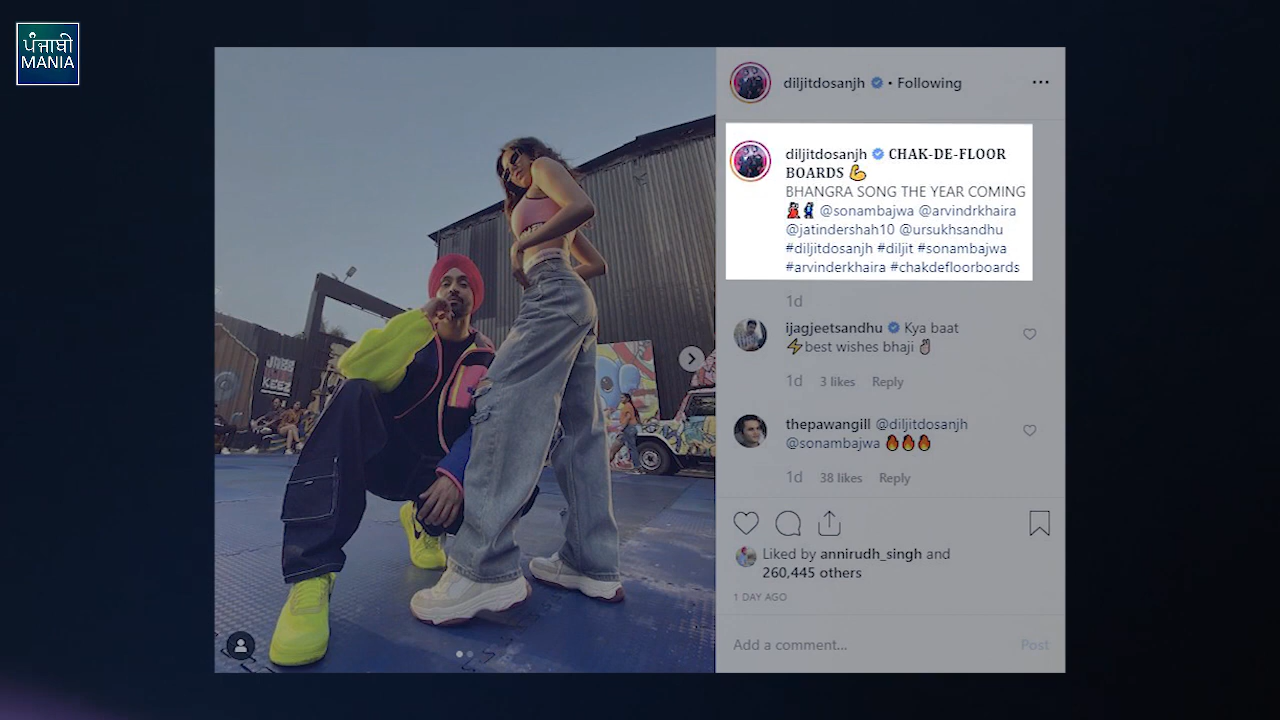 ਪੰਜਾਬੀ
MANIA
JAZZ
KEEZ
diljitdosanjh • Following
diljitdosanjh CHAK-DE-FLOOR
BOARDS 💪
BHANGRA SONG THE YEAR COMING
💃🕺 @sonambajwa @arvindrkhaira
@jatindershah10 @ursukhsandhu
#diljitdosanjh #diljit #sonambajwa
#arvinderkhaira #chakdefloorboards
1d
ijagjeetsandhu Kya baat
⚡best wishes bhaji ✌
1d 3 likes Reply
thepawangill @diljitdosanjh
@sonambajwa 🔥🔥🔥
1d 38 likes Reply
Liked by annirudh_singh and
260,445 others
1 DAY AGO
Add a comment... Post